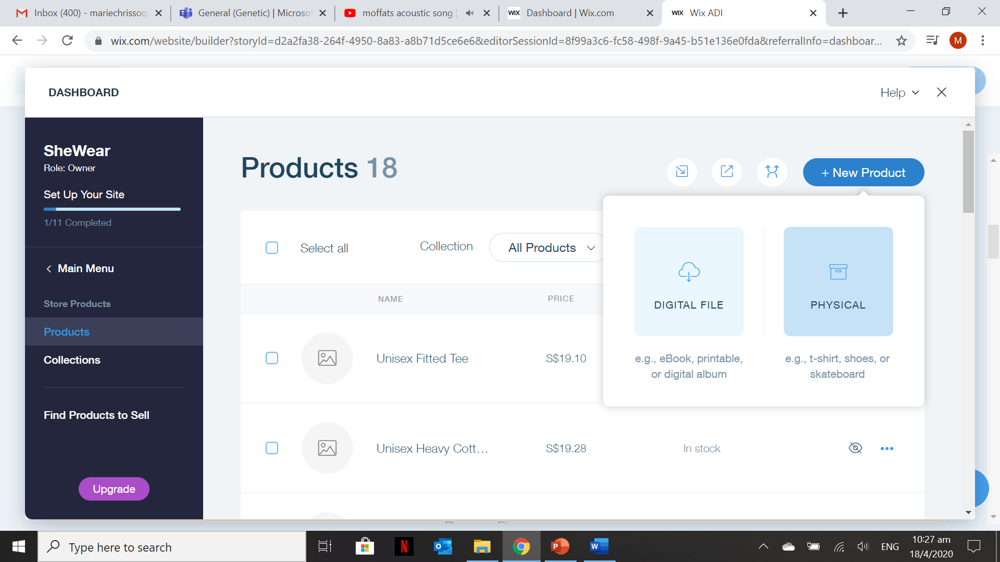 Inbox (400) - mariechrissoq
General (Genetic) | Microsof
moffats acoustic song
WIX
Dashboard | Wix.com
WIX
Wix ADI
wix.com/website/builder?storyId=d2a2fa38-264f-4950-8a83-a8b71d5ce6e6&editorSessionId=8f99a3c6-fc58-498f-9a45-b51e136e0fda&referralInfo=dashboar...
M
DASHBOARD
Help
SheWear
Role: Owner
Set Up Your Site
1/11 Completed
Main Menu
Store Products
Products
Collections
Find Products to Sell
Upgrade
Products 18
+ New Product
Select all
Collection
All Products
NAME
PRICE
Unisex Fitted Tee
S$19.10
Unisex Heavy Cott...
S$19.28
In stock
DIGITAL FILE
e.g., eBook, printable,
or digital album
PHYSICAL
e.g., t-shirt, shoes, or
skateboard
Type here to search
N
O
P
W
ENG
10:27 am
18/4/2020